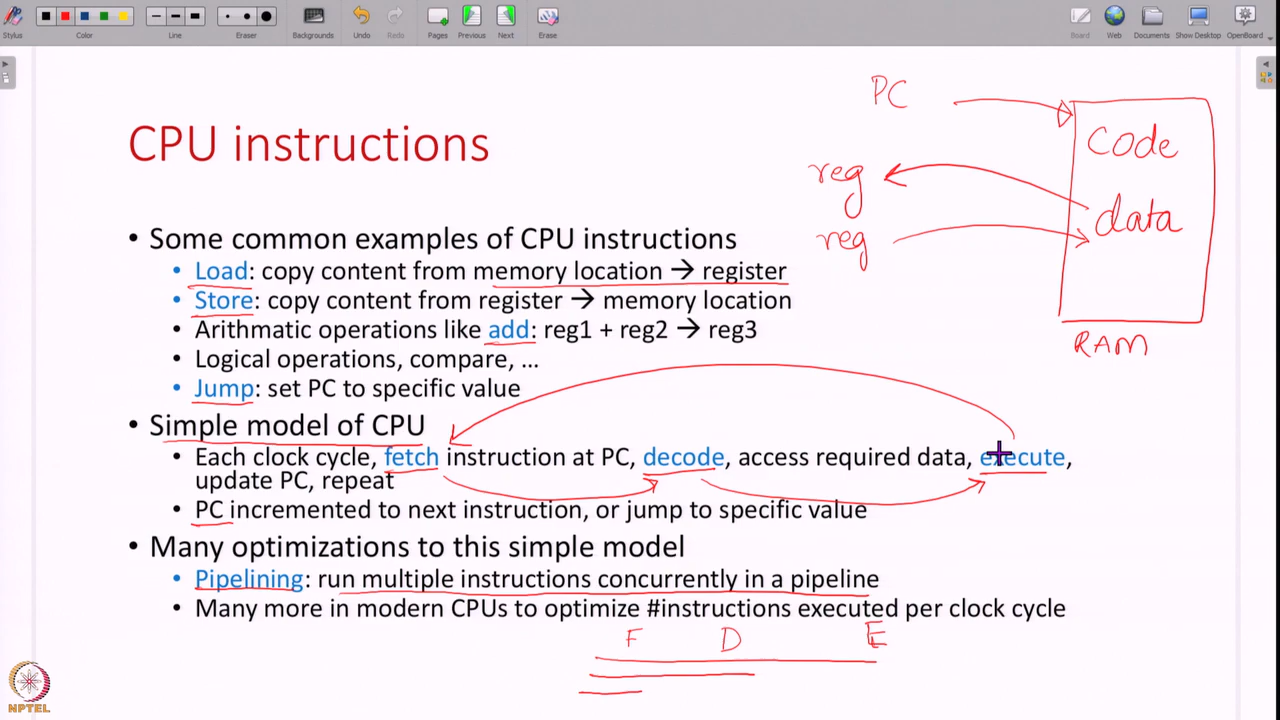 Stylus
Color
Line
Eraser
Backgrounds
Undo
Redo
Pages
Previous
Next
Erase
Board
Web
Documents
Show Desktop
OpenBoard
PC
CPU instructions
code
reg
data
reg
• Some common examples of CPU instructions
• Load: copy content from memory location → register
• Store: copy content from register → memory location
• Arithmatic operations like add: reg1 + reg2 → reg3
RAM
• Logical operations, compare, …
• Jump: set PC to specific value
• Simple model of CPU
• Each clock cycle, fetch instruction at PC, decode, access required data, execute,
update PC, repeat
• PC incremented to next instruction, or jump to specific value
• Many optimizations to this simple model
• Pipelining: run multiple instructions concurrently in a pipeline
• Many more in modern CPUs to optimize #instructions executed per clock cycle
F D E
NPTEL